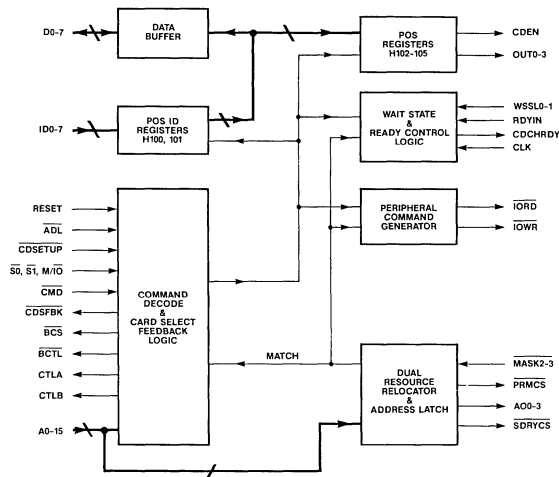 D0-7
DATA
BUFFER
POS
REGISTERS
H102-105
CDEN
OUT0-3
ID0-7
POS ID
REGISTERS
H100, 101
WAIT STATE
&
READY CONTROL
LOGIC
WSSL0-1
RDYIN
CDCHRDY
CLK
PERIPHERAL
COMMAND
GENERATOR
IORD
IOWR
RESET
ADL
CDSETUP
S0, S1, M/IO
CMD
CDSFBK
BCS
BCTL
CTLA
CTLB
A0-15
COMMAND
DECODE
&
CARD SELECT
FEEDBACK
LOGIC
MATCH
DUAL
RESOURCE
RELOCATOR
&
ADDRESS LATCH
MASK2-3
PRMCS
AO0-3
SDRYCS